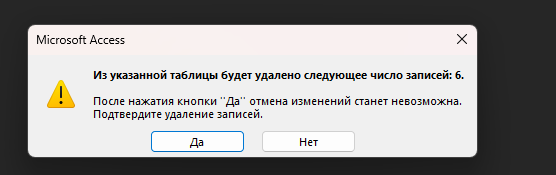 Microsoft Access
Из указанной таблицы будет удалено следующее число записей: 6.
После нажатия кнопки "Да" отмена изменений станет невозможна.
Подтвердите удаление записей.
Да
Нет